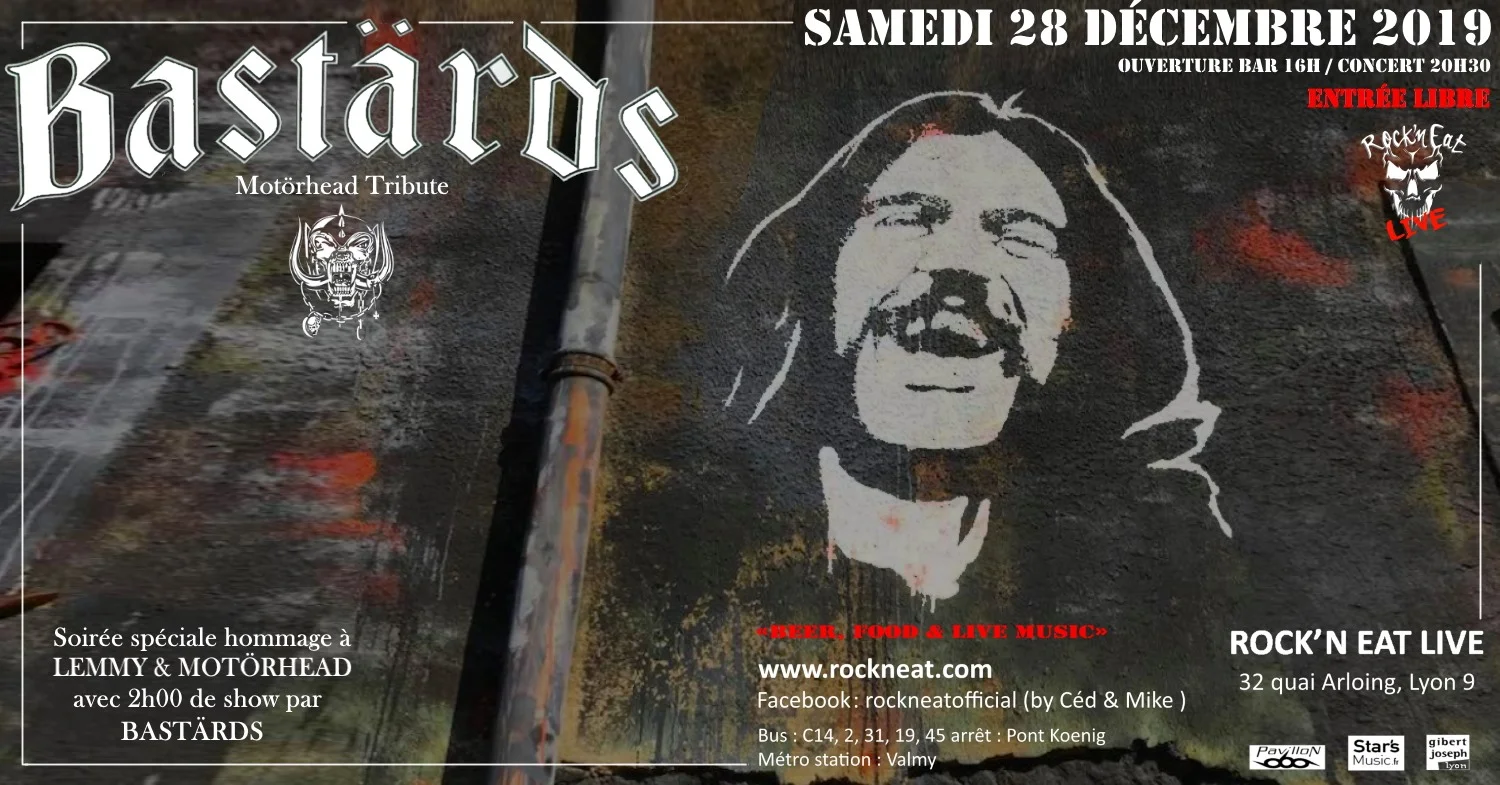 Bastärds
Motörhead Tribute
SAMEDI 28 DÉCEMBRE 2019
OUVERTURE BAR 16H / CONCERT 20H30
ENTRÉE LIBRE
Rock'n Eat
LIVE
Soirée spéciale hommage à
LEMMY & MOTÖRHEAD
avec 2h00 de show par
BASTÄRDS
«BEER, FOOD & LIVE MUSIC»
www.rockneat.com
Facebook : rockneatofficial (by Céd & Mike )
Bus : C14, 2, 31, 19, 45 arrêt : Pont Koenig
Métro station : Valmy
ROCK’N EAT LIVE
32 quai Arloing, Lyon 9
PAVILLON
Star's
Music.fr
gibert
joseph
lyon